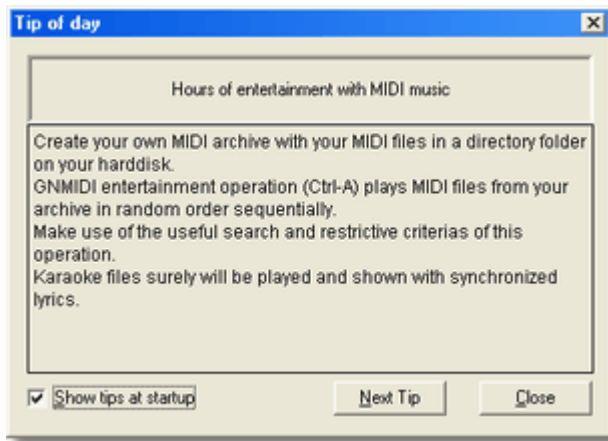 Tip of day
Hours of entertainment with MIDI music
Create your own MIDI archive with your MIDI files in a directory folder
on your harddisk.
GNMIDI entertainment operation (Ctrl-A) plays MIDI files from your
archive in random order sequentially.
Make use of the useful search and restrictive criterias of this
operation.
Karaoke files surely will be played and shown with synchronized
lyrics.
Show tips at startup
Next Tip
Close